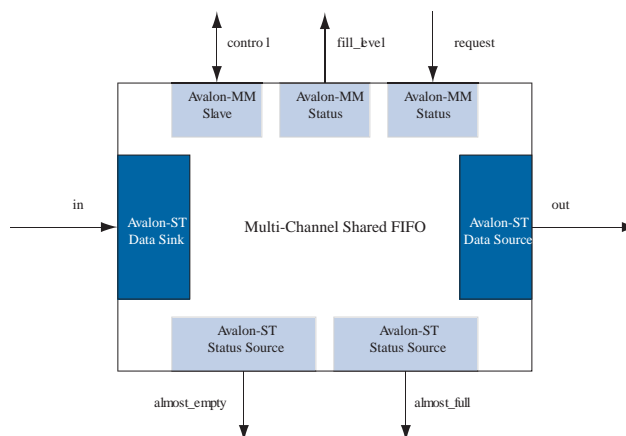 control
fill_level
request
Avalon-MM
Slave
Avalon-MM
Status
Avalon-MM
Status
in
Avalon-ST
Data Sink
Multi-Channel Shared FIFO
Avalon-ST
Data Source
out
Avalon-ST
Status Source
Avalon-ST
Status Source
almost_empty
almost_full